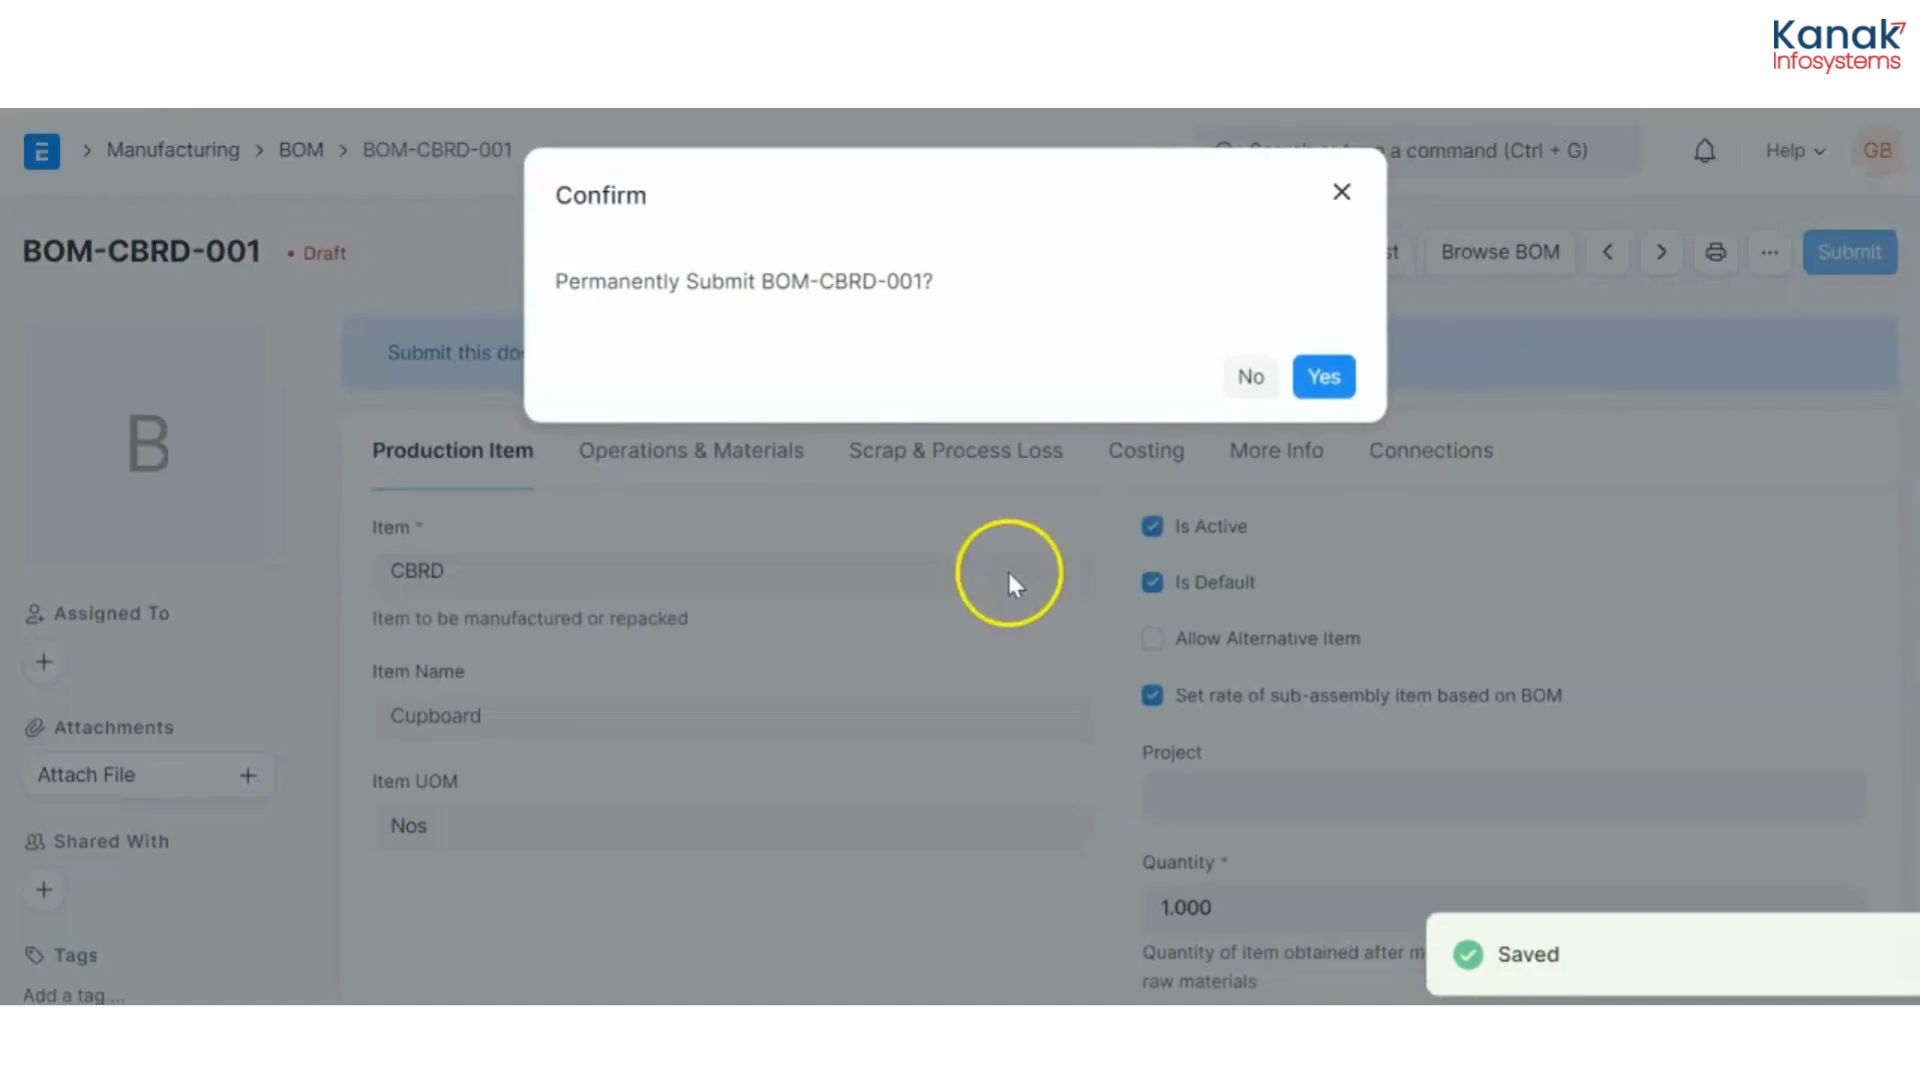 Kanak
Infosystems
E
Manufacturing > BOM > BOM-CBRD-001
a command (Ctrl + G)
Help
GB
Confirm
Permanently Submit BOM-CBRD-001?
No
Yes
BOM-CBRD-001
Draft
Browse BOM
Submit
Submit this
B
Production Item
Operations & Materials
Scrap & Process Loss
Costing
More Info
Connections
Item *
CBRD
Item to be manufactured or repacked
Item Name
Cupboard
Item UOM
Nos
Is Active
Is Default
Allow Alternative Item
Set rate of sub-assembly item based on BOM
Project
Quantity *
1.000
Quantity of item obtained after
raw materials
Assigned To
Attachments
Attach File
Shared With
Tags
Add a tag ...
Saved